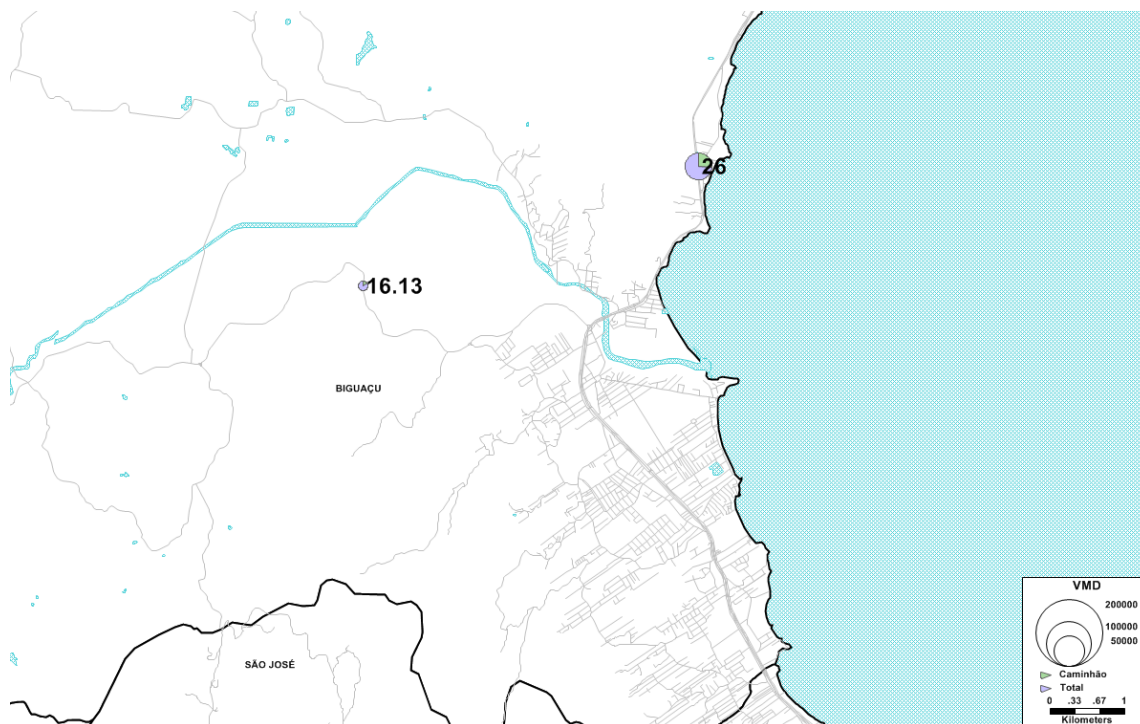 26
16.13
BIGUAÇU
SÃO JOSÉ
VMD
200000
100000
50000
Caminhão
Total
0 .33 .67 1
Kilometers